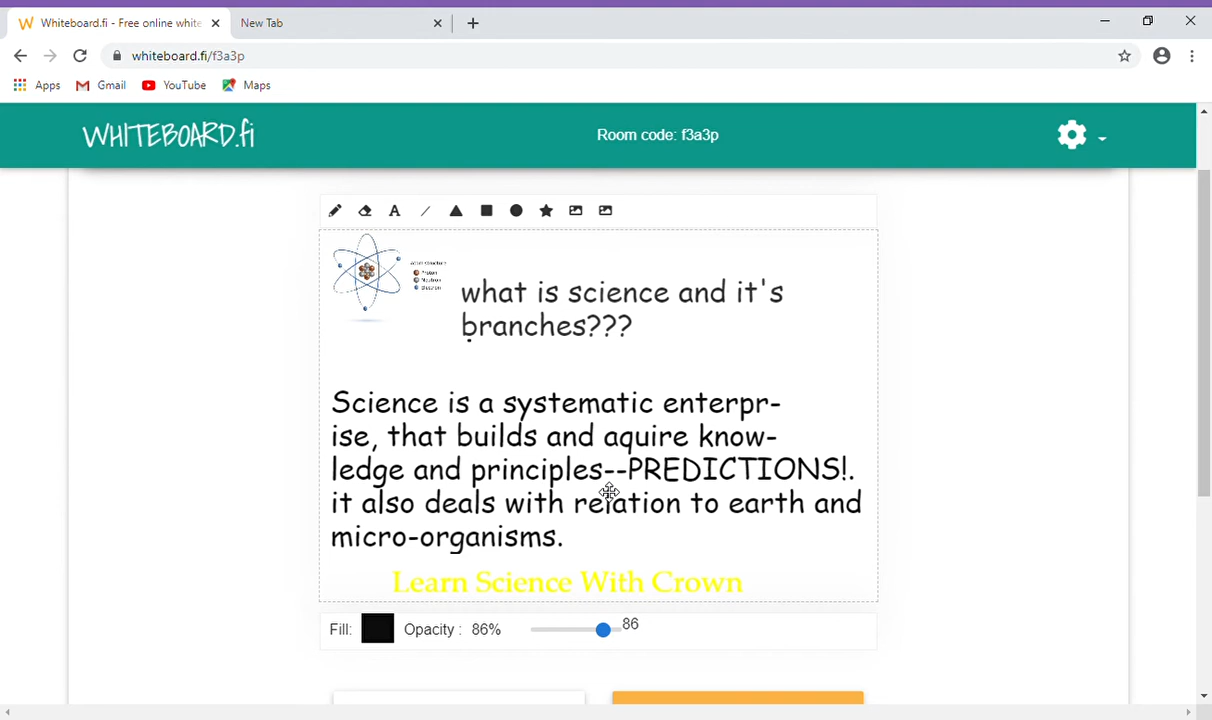 Whiteboard.fi - Free online white
New Tab
whiteboard.fi/f3a3p
Apps
Gmail
YouTube
Maps
WHITEBOARD.fi
Room code: f3a3p
A
Proton
Neutron
Electron
what is science and it's
branches???
Science is a systematic enterpr-
ise, that builds and aquire know-
ledge and principles--PREDICTIONS!.
it also deals with relation to earth and
micro-organisms.
Learn Science With Crown
Fill:
Opacity : 86%
86